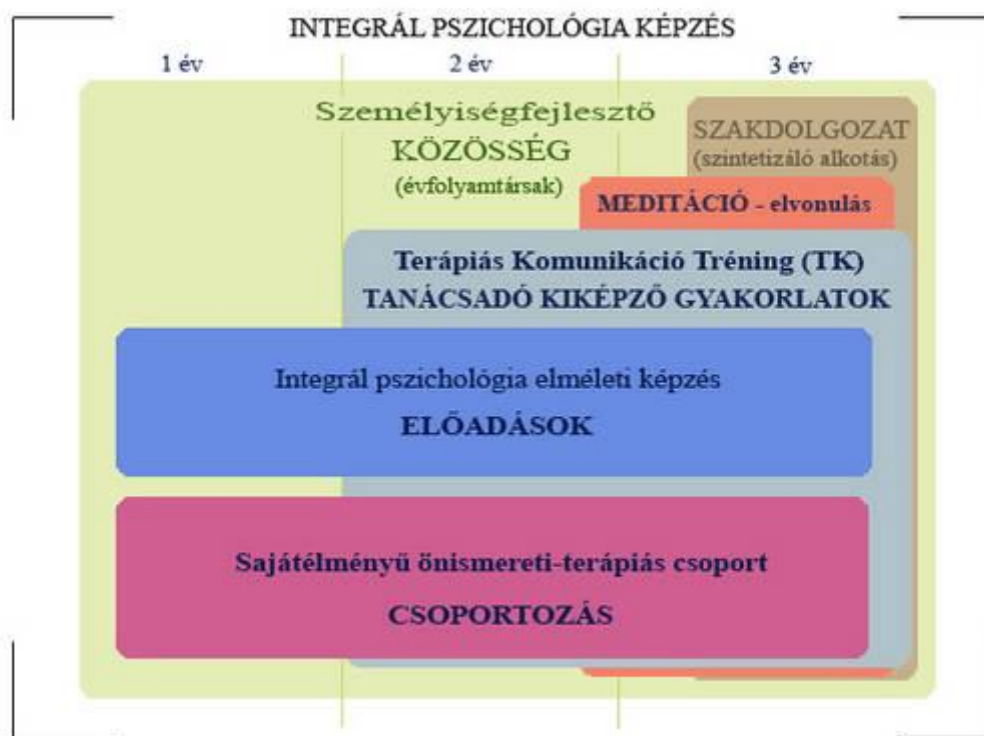 INTEGRÁL PSZICHOLÓGIA KÉPZÉS
1 év
2 év
3 év
Személyiségfejlesztő
KÖZÖSSÉG
(évfolyamtársak)
SZAKDOLGOZAT
(szintetizáló alkotás)
MEDITÁCIÓ - elvonulás
Terápiás Komunikáció Tréning (TK)
TANÁCSADÓ KIKÉPZŐ GYAKORLATOK
Integrál pszichológia elméleti képzés
ELŐADÁSOK
Sajátélményű önismereti-terápiás csoport
CSOPORTOZÁS